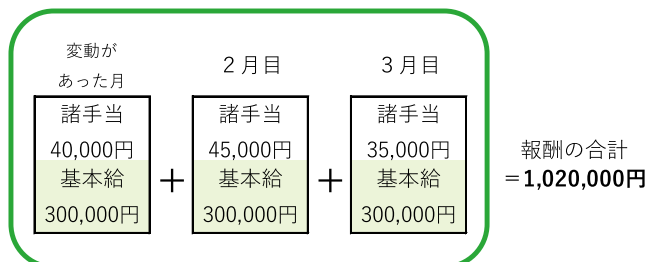 変動が
あった月
２月目
３月目
諸手当
40,000円
基本給
300,000円
＋
諸手当
45,000円
基本給
300,000円
＋
諸手当
35,000円
基本給
300,000円
報酬の合計
＝1,020,000円